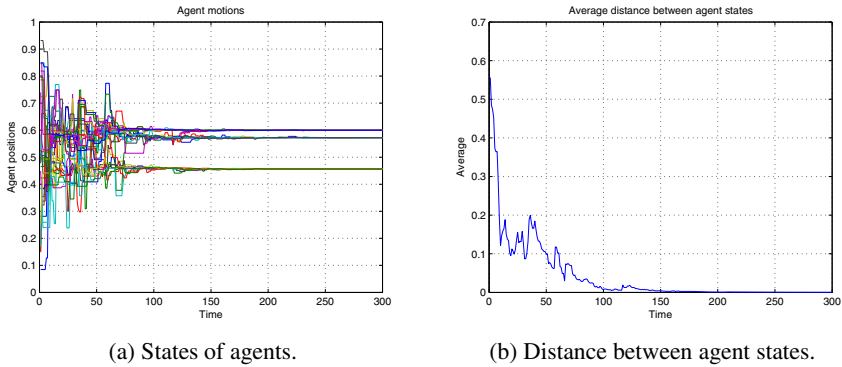 Agent motions
Agent positions
1
0.9
0.8
0.7
0.6
0.5
0.4
0.3
0.2
0.1
0
0 50 100 150 200 250 300
Time
(a) States of agents.
Average distance between agent states
Average
0.7
0.6
0.5
0.4
0.3
0.2
0.1
0
0 50 100 150 200 250 300
Time
(b) Distance between agent states.